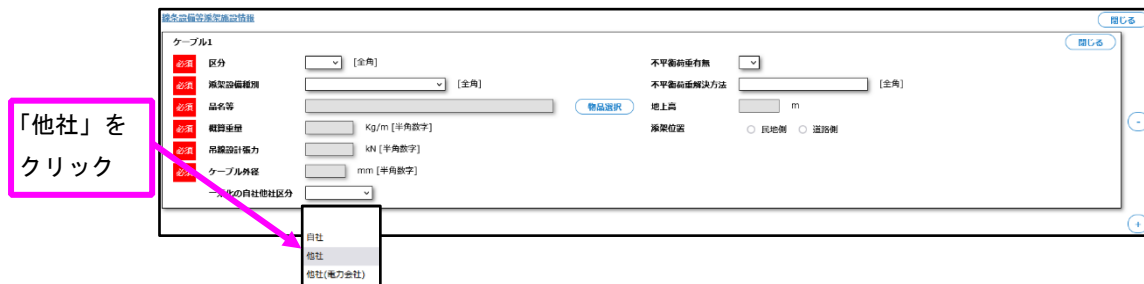 線条設備等添架施設情報 閉じる
ケーブル1 閉じる
必須 区分 [全角] 不平衡荷重有無
必須 添架設備種別 [全角] 不平衡荷重解決方法 [全角]
必須 品名等 物品選択 地上高 m
必須 概算重量 Kg/m [半角数字] 添架位置 民地側 道路側
必須 吊線設計張力 kN [半角数字]
必須 ケーブル外径 mm [半角数字]
一束化の自社他社区分
自社
他社
他社(電力会社)
「他社」を
クリック